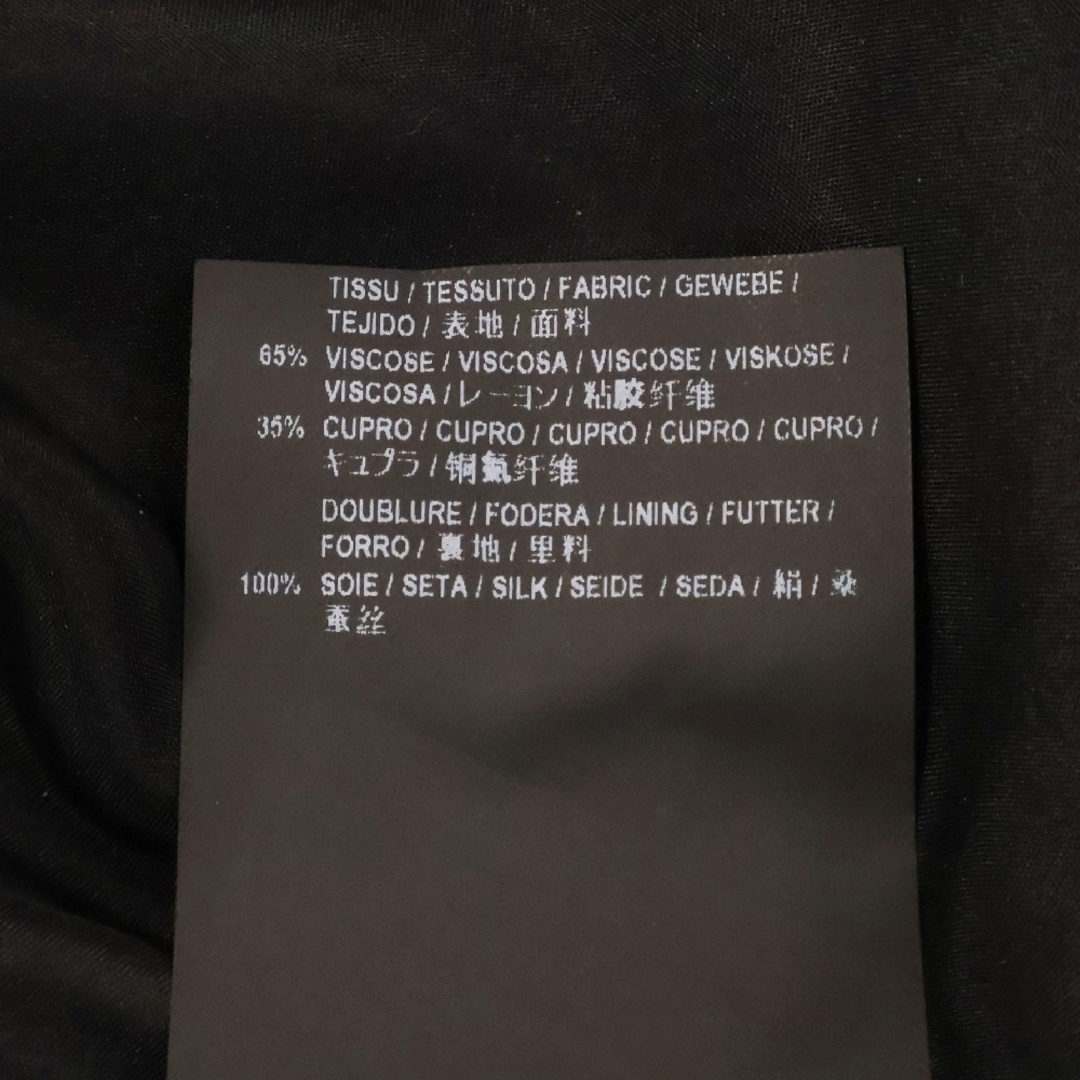 TISSU / TESSUTO / FABRIC / GEWEBE /
TEJIDO / 表地 / 面料
65% VISCOSE / VISCOSA / VISCOSE / VISKOSE /
VISCOSA / レーヨン / 粘胶纤维
35% CUPRO / CUPRO / CUPRO / CUPRO / CUPRO /
キュプラ / 铜氨纤维
DOUBLURE / FODERA / LINING / FUTTER /
FORRO / 裏地 / 里料
100% SOIE / SETA / SILK / SEIDE / SEDA / 絹 / 桑
蚕丝